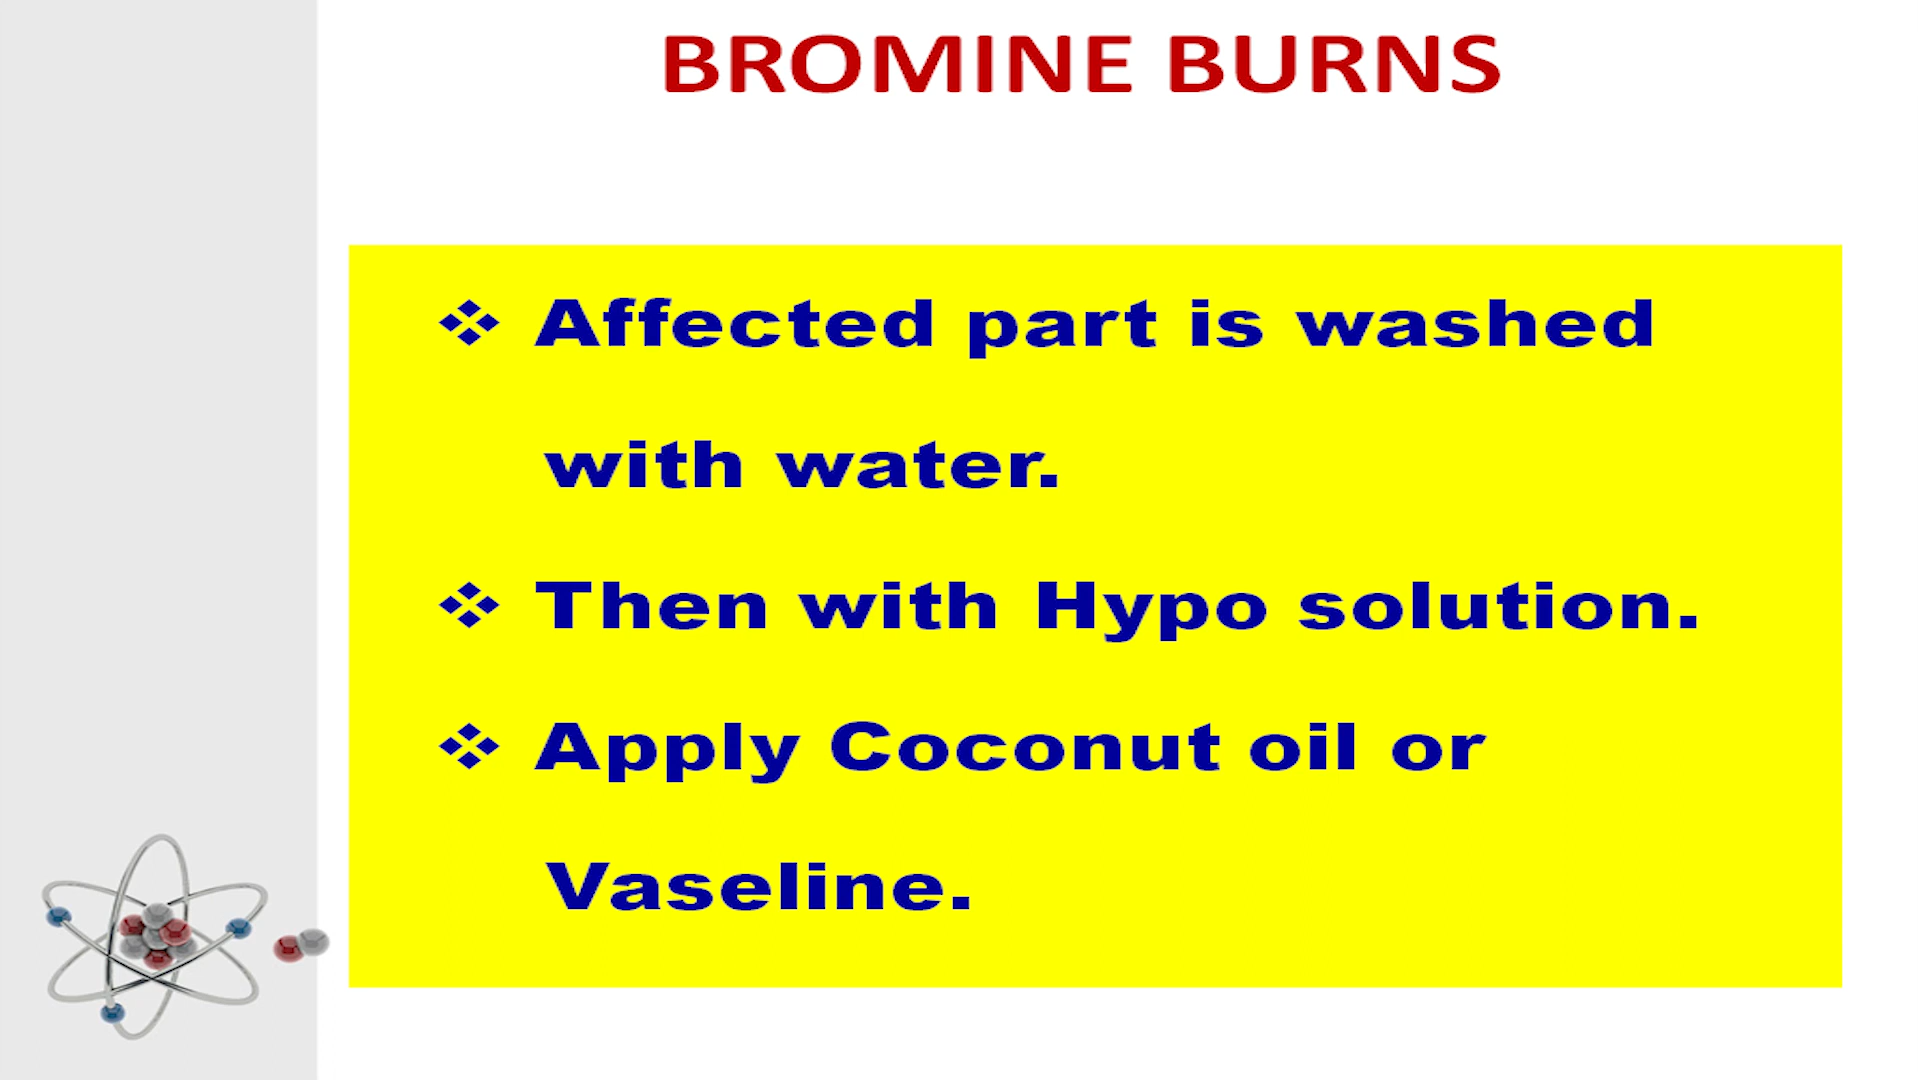 BROMINE BURNS
❖ Affected part is washed
with water.
❖ Then with Hypo solution.
❖ Apply Coconut oil or
Vaseline.